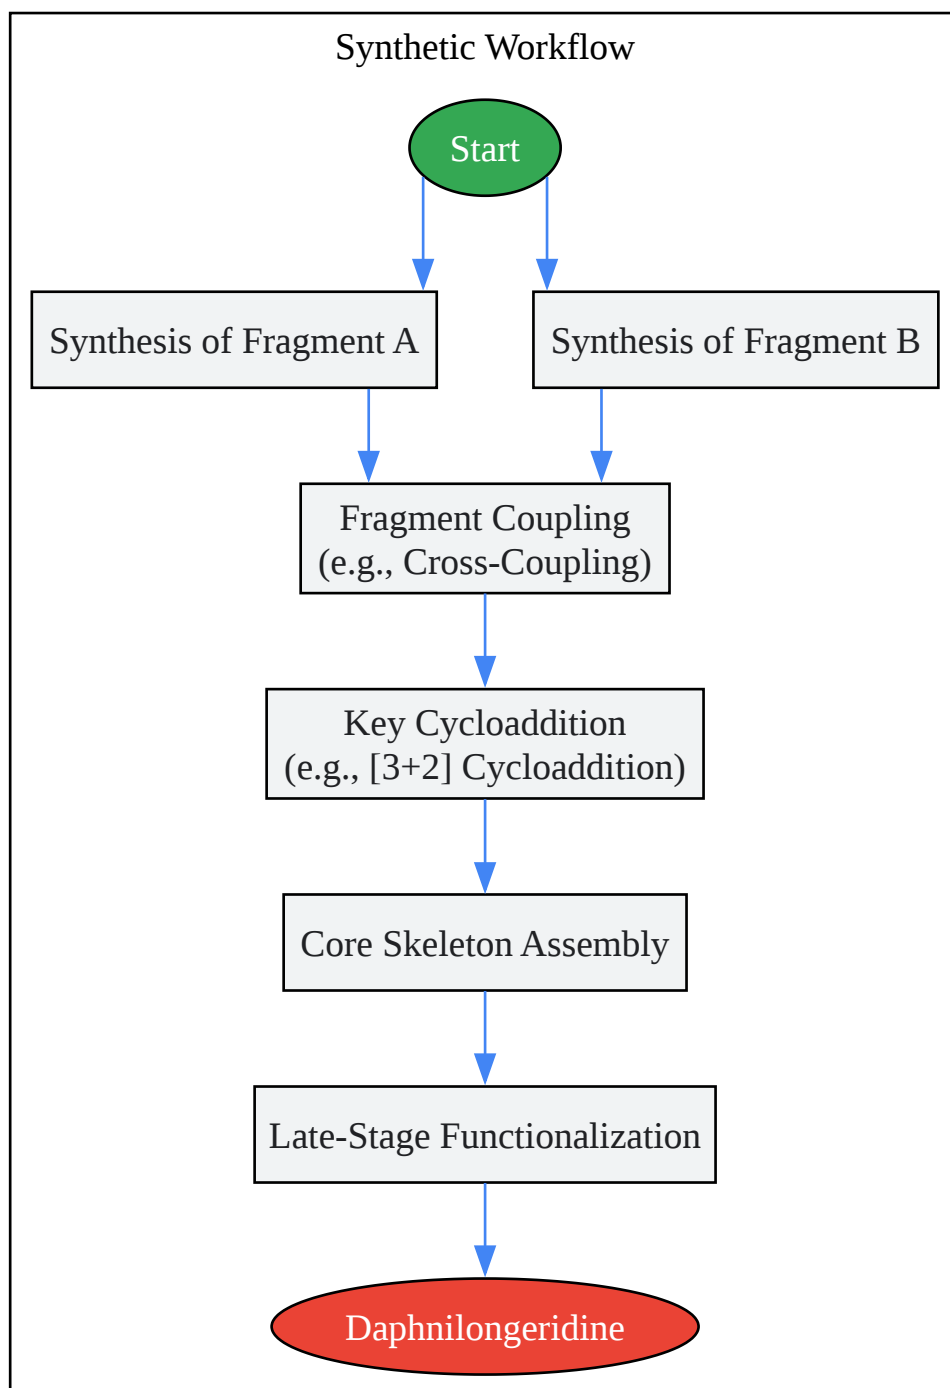 Synthetic Workflow
Start
Synthesis of Fragment A
Synthesis of Fragment B
Fragment Coupling
(e.g., Cross-Coupling)
Key Cycloaddition
(e.g., [3+2] Cycloaddition)
Core Skeleton Assembly
Late-Stage Functionalization
Daphnilongeridine